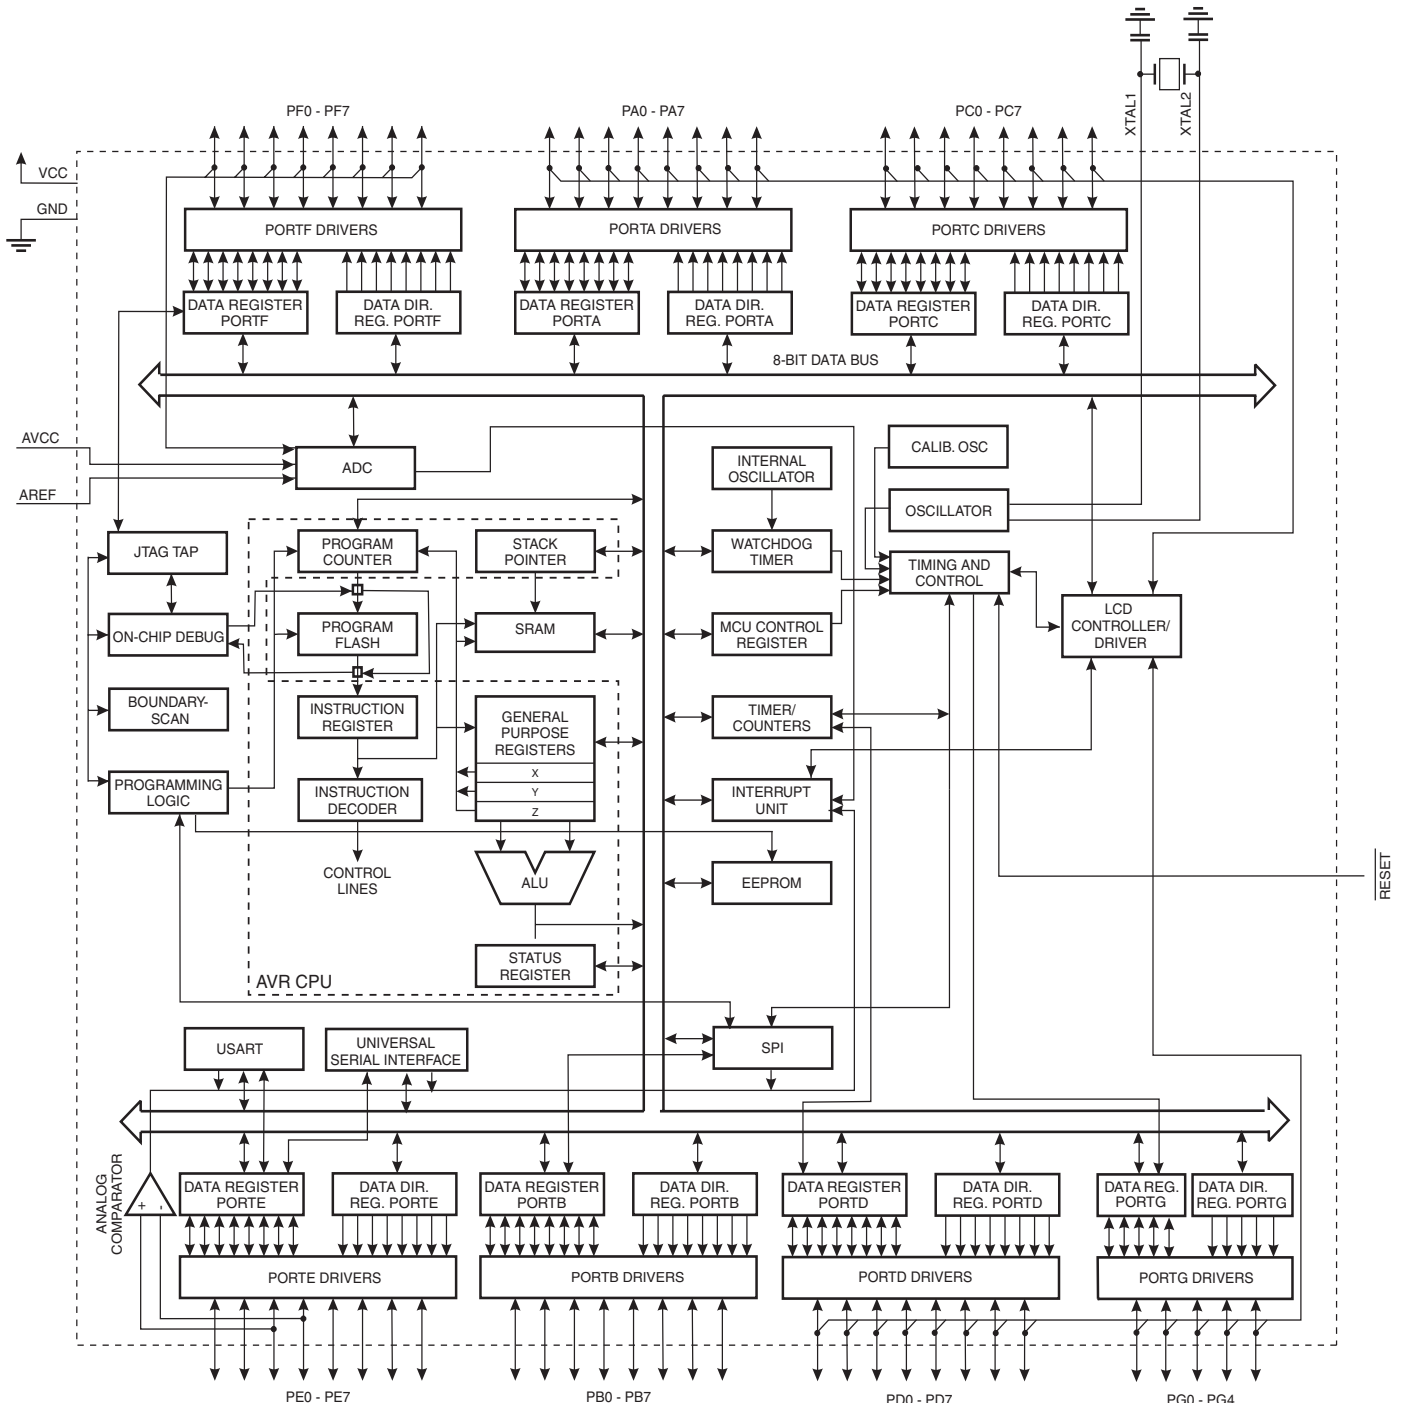 XTAL1
XTAL2
PF0 - PF7
PA0 - PA7
PC0 - PC7
VCC
GND
PORTF DRIVERS
PORTA DRIVERS
PORTC DRIVERS
DATA REGISTER
PORTF
DATA DIR.
REG. PORTF
DATA REGISTER
PORTA
DATA DIR.
REG. PORTA
DATA REGISTER
PORTC
DATA DIR.
REG. PORTC
8-BIT DATA BUS
AVCC
AREF
ADC
INTERNAL
OSCILLATOR
CALIB. OSC
OSCILLATOR
JTAG TAP
PROGRAM
COUNTER
STACK
POINTER
WATCHDOG
TIMER
TIMING AND
CONTROL
ON-CHIP DEBUG
PROGRAM
FLASH
SRAM
MCU CONTROL
REGISTER
LCD
CONTROLLER/
DRIVER
BOUNDARY-
SCAN
INSTRUCTION
REGISTER
GENERAL
PURPOSE
REGISTERS
X
Y
Z
TIMER/
COUNTERS
PROGRAMMING
LOGIC
INSTRUCTION
DECODER
INTERRUPT
UNIT
CONTROL
LINES
ALU
EEPROM
RESET
STATUS
REGISTER
AVR CPU
USART
UNIVERSAL
SERIAL INTERFACE
SPI
ANALOG
COMPARATOR
+
-
DATA REGISTER
PORTE
DATA DIR.
REG. PORTE
DATA REGISTER
PORTB
DATA DIR.
REG. PORTB
DATA REGISTER
PORTD
DATA DIR.
REG. PORTD
DATA REG.
PORTG
DATA DIR.
REG. PORTG
PORTE DRIVERS
PORTB DRIVERS
PORTD DRIVERS
PORTG DRIVERS
PE0 - PE7
PB0 - PB7
PD0 - PD7
PG0 - PG4